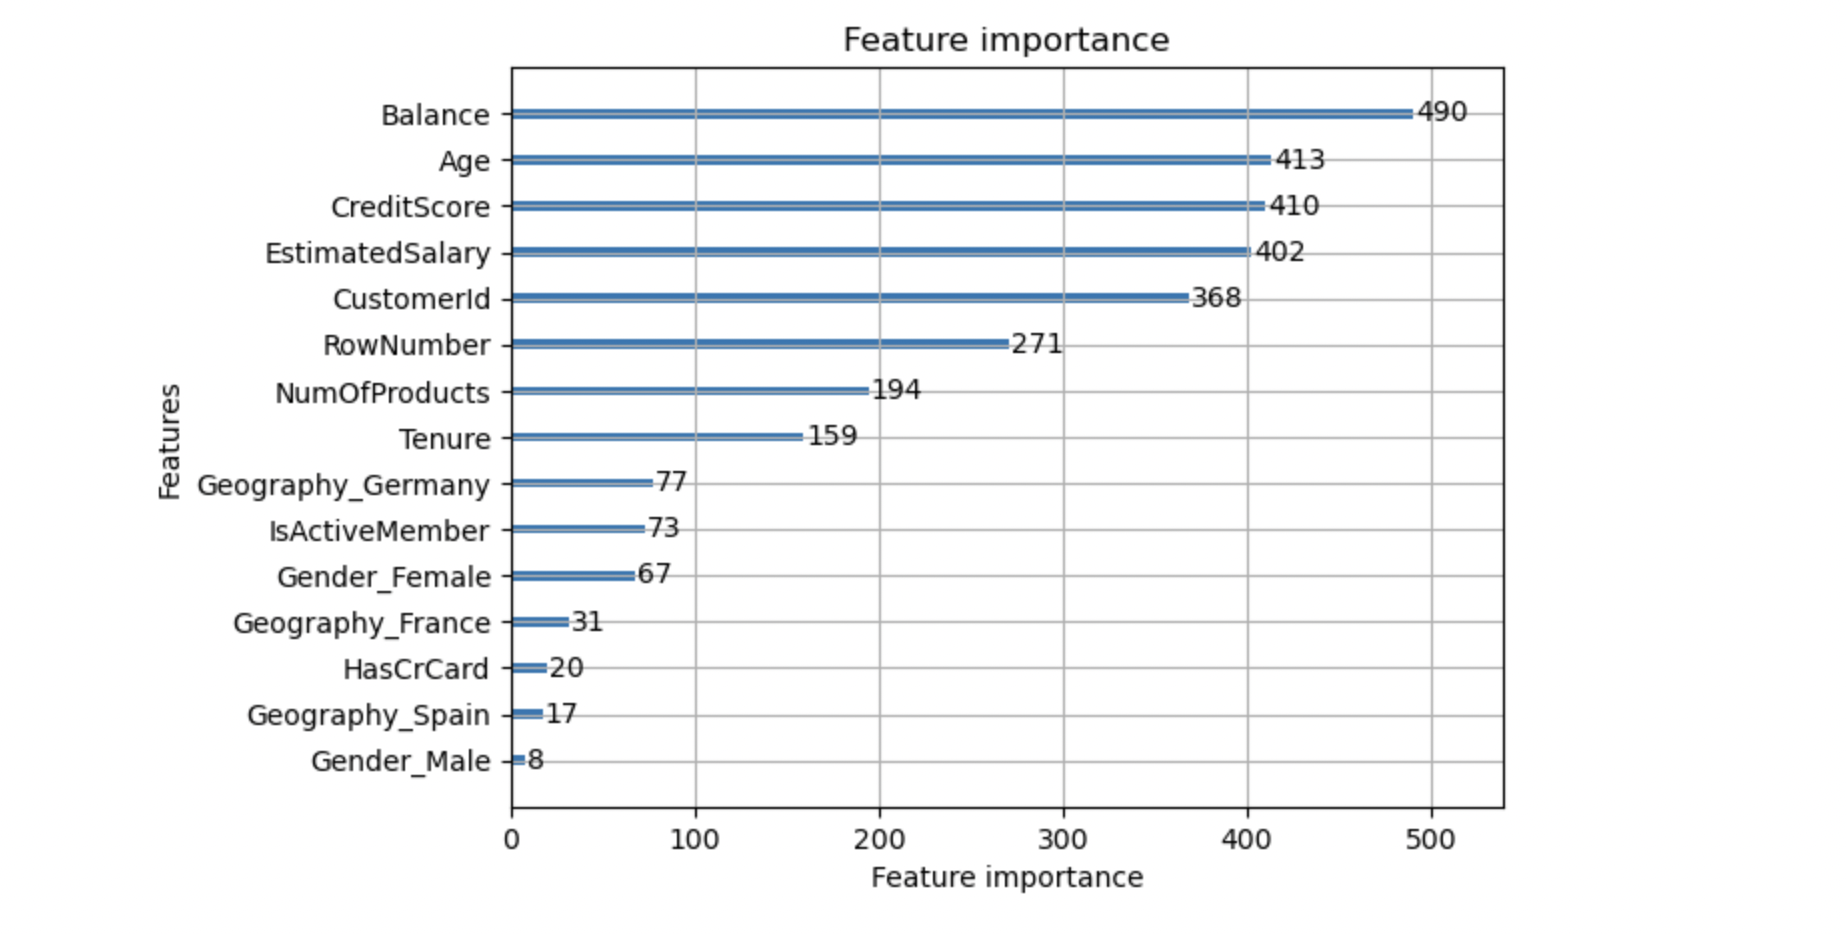 Feature importance
Balance 490
Age 413
CreditScore 410
EstimatedSalary 402
CustomerId 368
RowNumber 271
NumOfProducts 194
Tenure 159
Geography_Germany 77
IsActiveMember 73
Gender_Female 67
Geography_France 31
HasCrCard 20
Geography_Spain 17
Gender_Male 8
Features
0 100 200 300 400 500
Feature importance